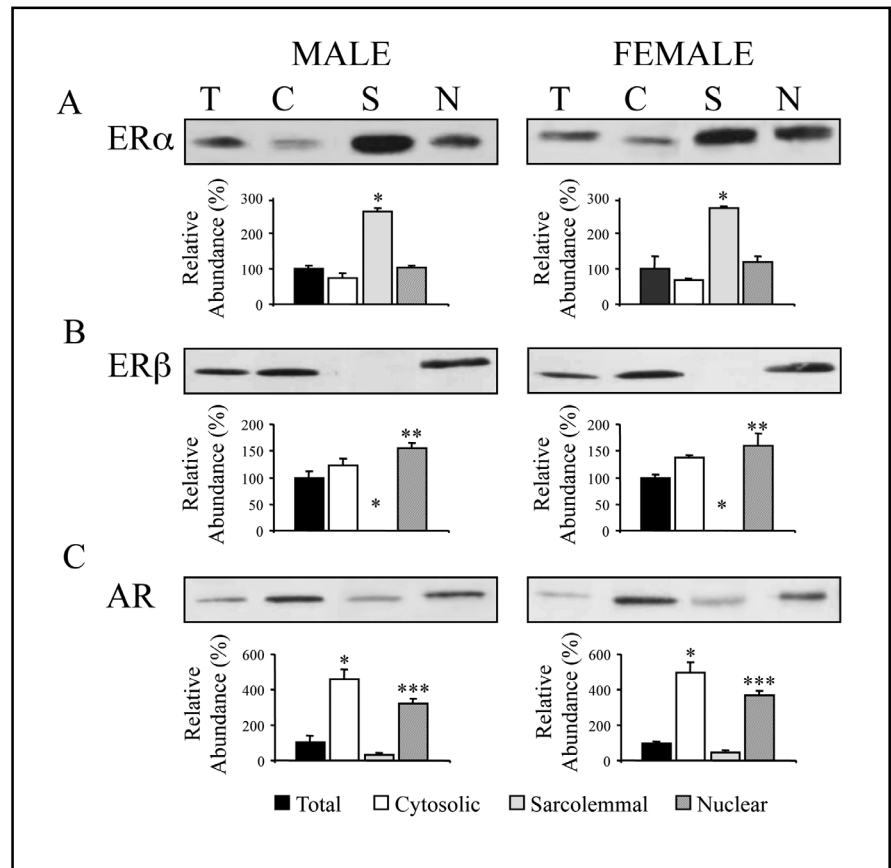 MALE FEMALE
A T C S N T C S N
ERα
Relative Abundance (%) 300 200 100 0 * Relative Abundance (%) 300 200 100 0 *
B
ERβ
Relative Abundance (%) 150 100 50 0 * ** Relative Abundance (%) 200 150 100 50 0 * **
C
AR
Relative Abundance (%) 600 400 200 0 * *** Relative Abundance (%) 600 400 200 0 * ***
Total Cytosolic Sarcolemmal Nuclear